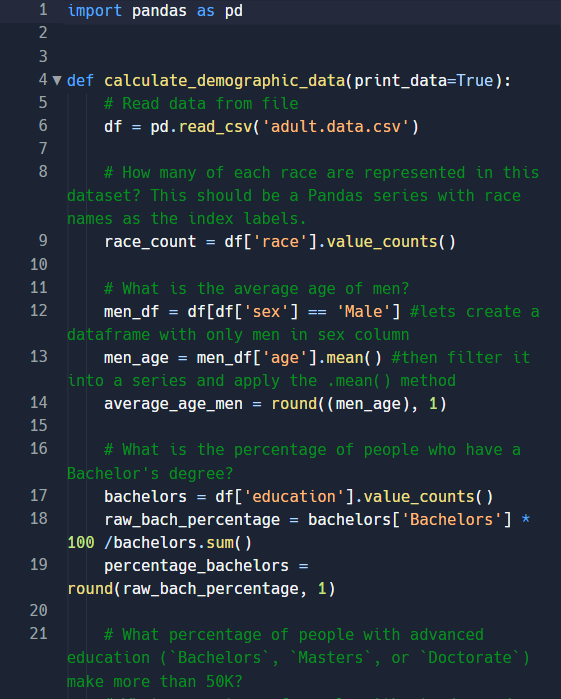 1 import pandas as pd
2
3
4 ▼ def calculate_demographic_data(print_data=True):
5 # Read data from file
6 df = pd.read_csv('adult.data.csv')
7
8 # How many of each race are represented in this
dataset? This should be a Pandas series with race
names as the index labels.
9 race_count = df['race'].value_counts()
10
11 # What is the average age of men?
12 men_df = df[df['sex'] == 'Male'] #lets create a
dataframe with only men in sex column
13 men_age = men_df['age'].mean() #then filter it
into a series and apply the .mean() method
14 average_age_men = round((men_age), 1)
15
16 # What is the percentage of people who have a
Bachelor's degree?
17 bachelors = df['education'].value_counts()
18 raw_bach_percentage = bachelors['Bachelors'] *
100 /bachelors.sum()
19 percentage_bachelors =
round(raw_bach_percentage, 1)
20
21 # What percentage of people with advanced
education (`Bachelors`, `Masters`, or `Doctorate`)
make more than 50K?